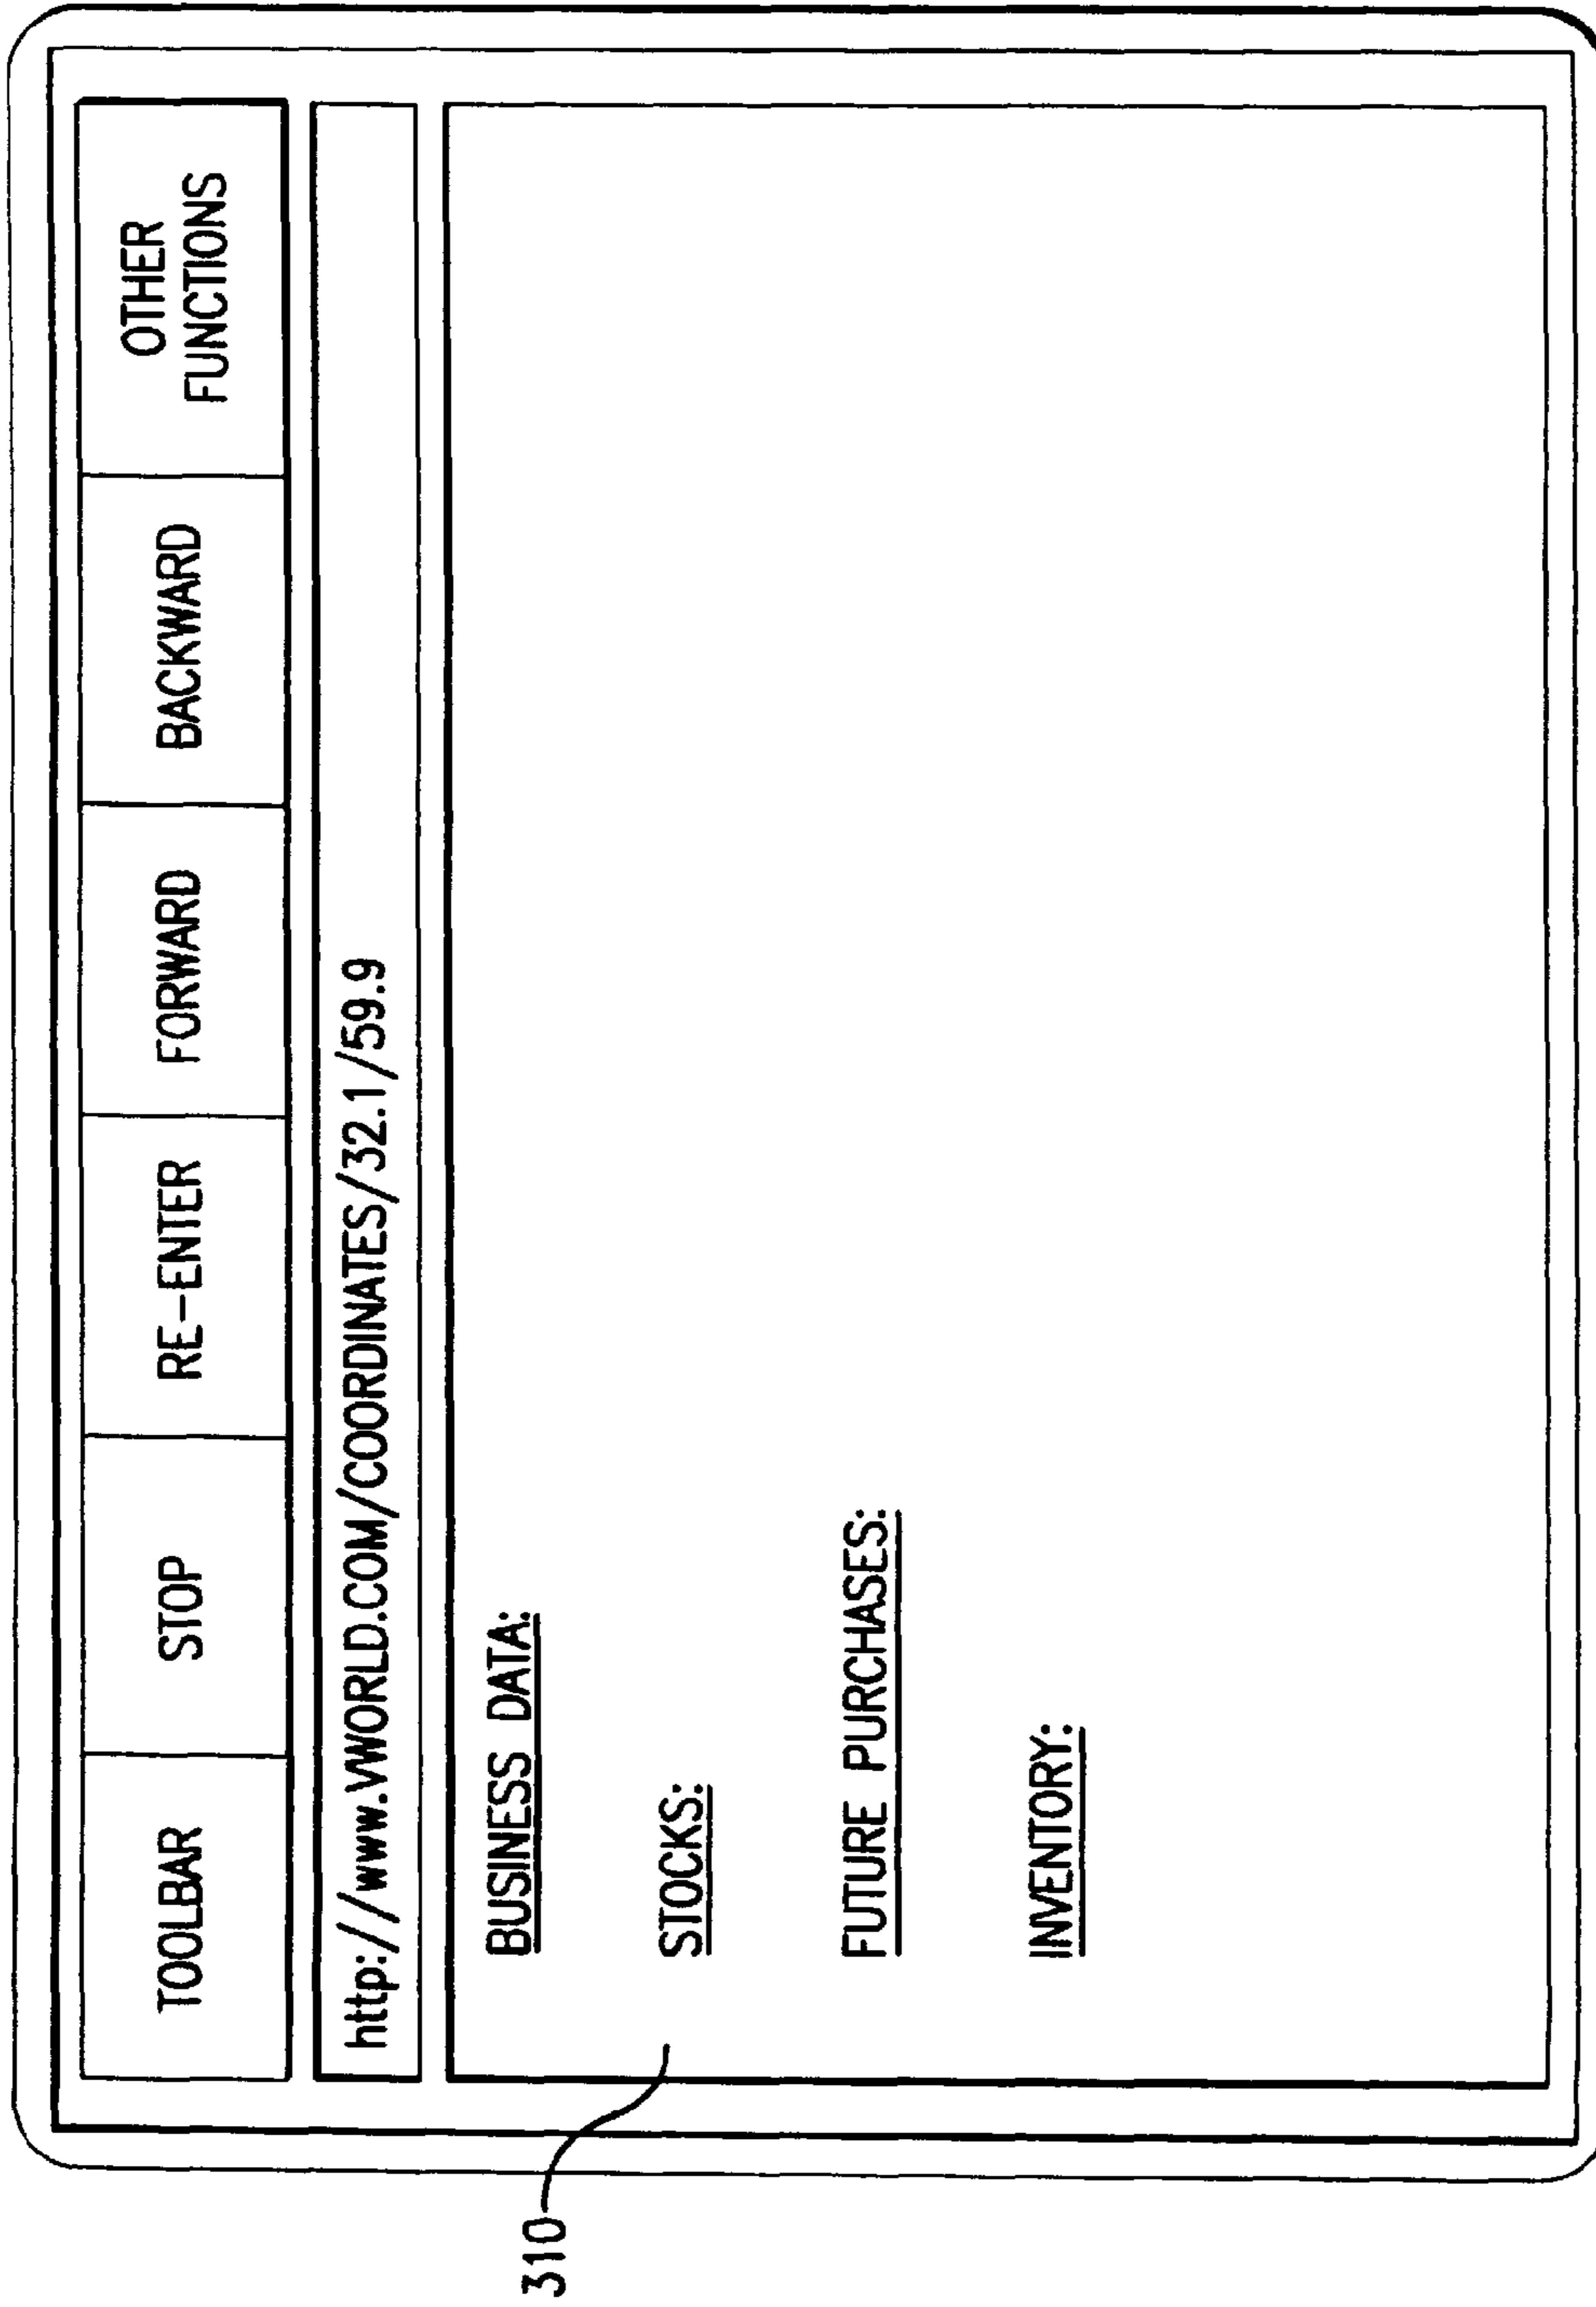 TOOLBAR
STOP
RE-ENTER
FORWARD
BACKWARD
OTHER
FUNCTIONS
http://www.VWORLD.COM/COORDINATES/32.1/59.9
BUSINESS DATA:
STOCKS:
FUTURE PURCHASES:
INVENTORY:
310